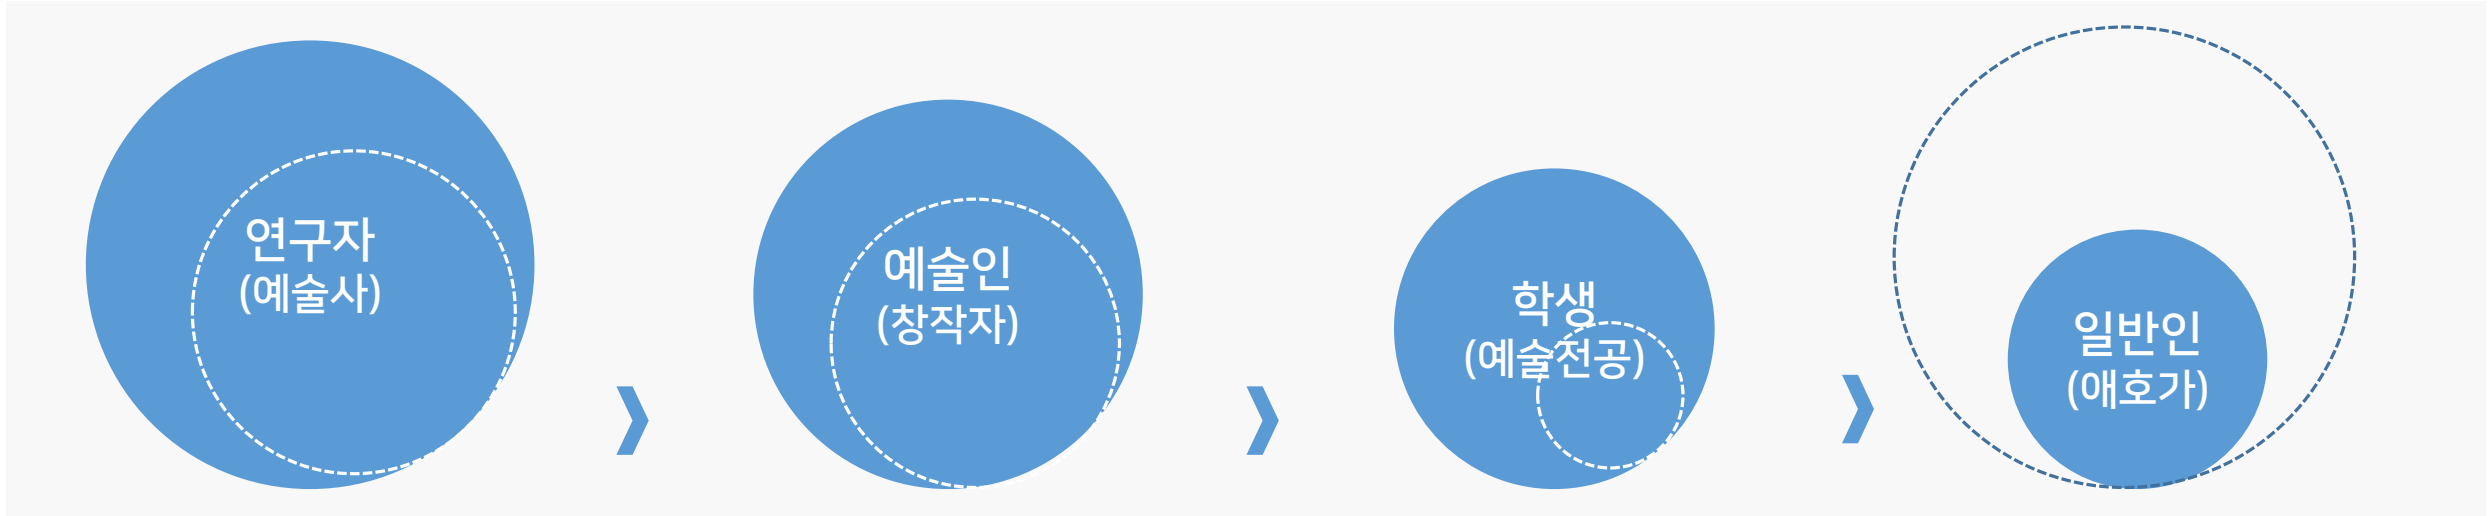 연구자
(예술사)
예술인
(창작자)
학생
(예술전공)
일반인
(애호가)